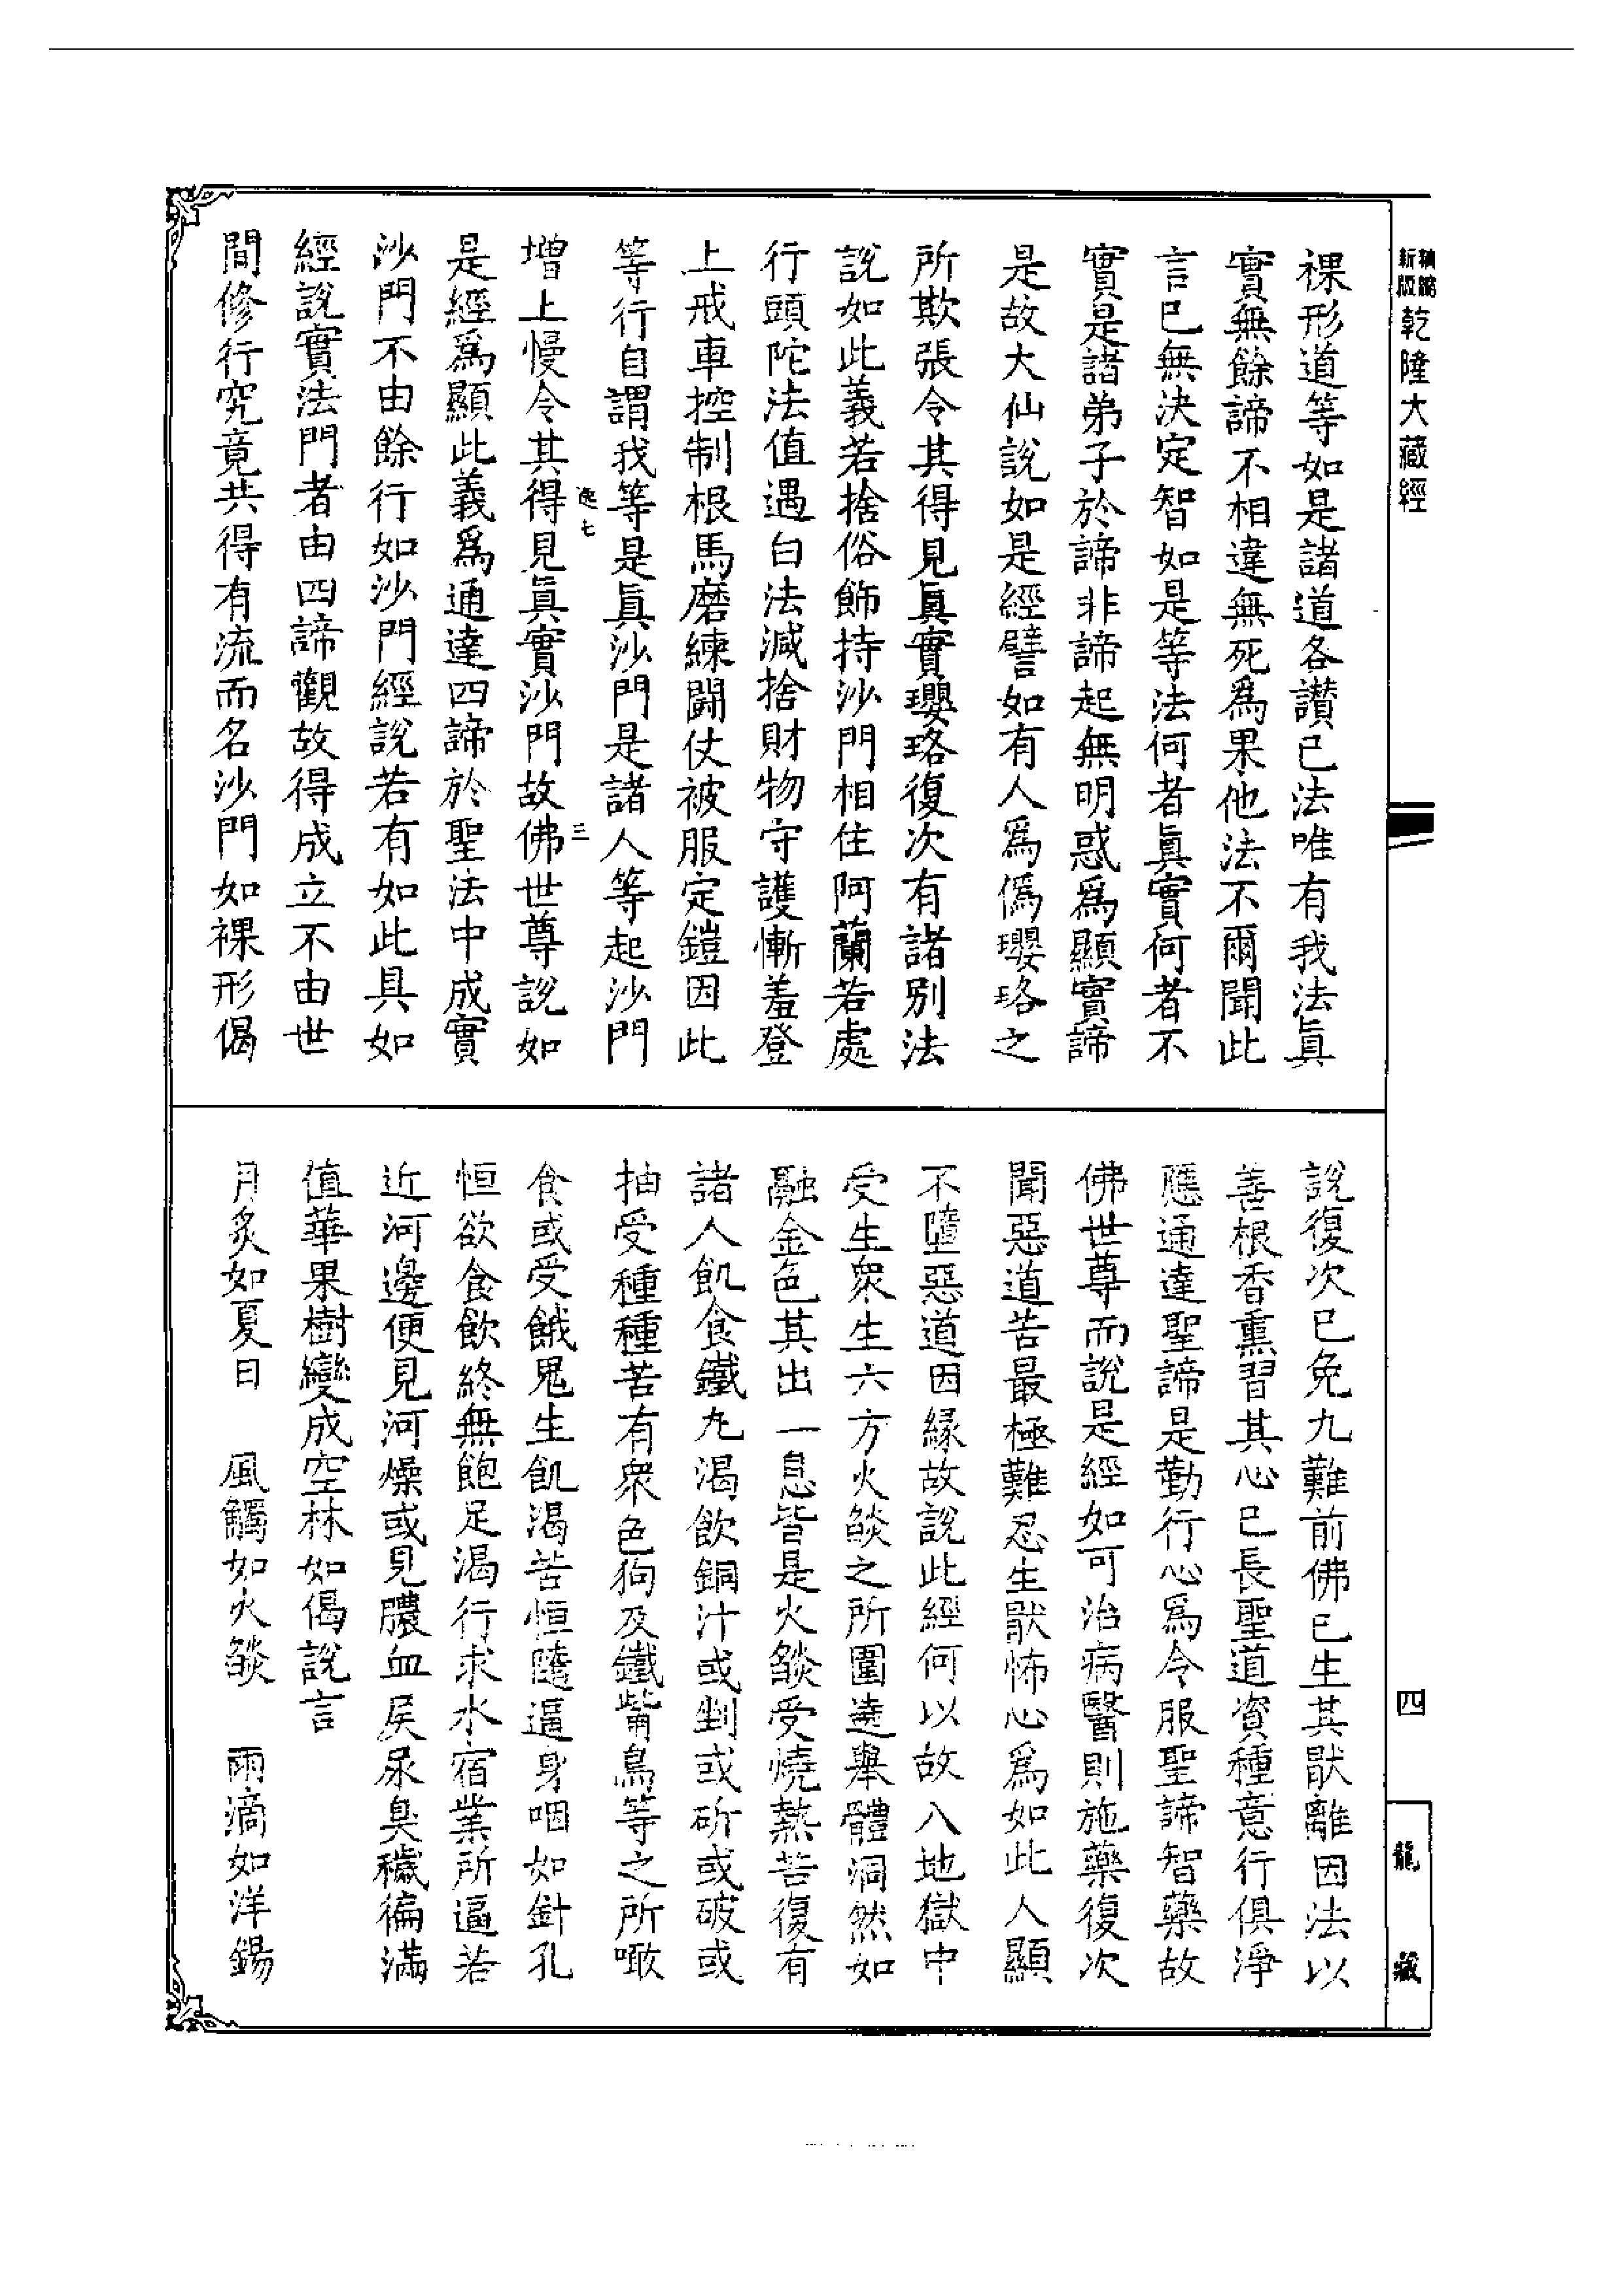 新版精縮乾隆大藏經
四
龍藏
裸形道等如是諸道各讃已法唯有我法眞
實無餘諦不相違無死爲果他法不爾聞此
言已無決定智如是等法何者眞實何者不
實是諸弟子於諦非諦起無明惑爲顯實諦
是故大仙說如是經譬如有人爲僞瓔珞之
所欺張令其得見眞實瓔珞復次有諸別法
說如此義若捨俗飾持沙門相住阿蘭若處
行頭陀法值遇白法減捨財物守護慚羞登
上戒車控制根馬磨練鬪仗被服定鎧因此
等行自謂我等是眞沙門是諸人等起沙門
增上慢令其得見眞實沙門故佛世尊說如
逸七
三
是經爲顯此義爲通達四諦於聖法中成實
沙門不由餘行如沙門經說若有如此具如
經說實法門者由四諦觀故得成立不由世
間修行究竟共得有流而名沙門如裸形偈
說復次已免九難前佛已生其猒離因法以
善根香熏習其心已長聖道資種意行俱淨
應通達聖諦是勤行心爲令服聖諦智藥故
佛世尊而說是經如可治病醫則施藥復次
聞惡道苦最極難忍生猒怖心爲如此人顯
不墮惡道因緣故說此經何以故入地獄中
受生衆生六方火燄之所圍遶舉體洞然如
融金色其出一息皆是火燄受燒熱苦復有
諸人飢食鐵丸渴飲銅汁或剉或斫或破或
抽受種種苦有衆色狗及鐵觜鳥等之所噉
食或受餓鬼生飢渴苦恒隨逼身咽如針孔
恒欲食飲終無飽足渴行求水宿業所逼若
近河邊便見河燥或見膿血屎尿臭穢徧滿
值華果樹變成空林如偈說言
月炙如夏日　風觸如火燄　雨滴如洋錫